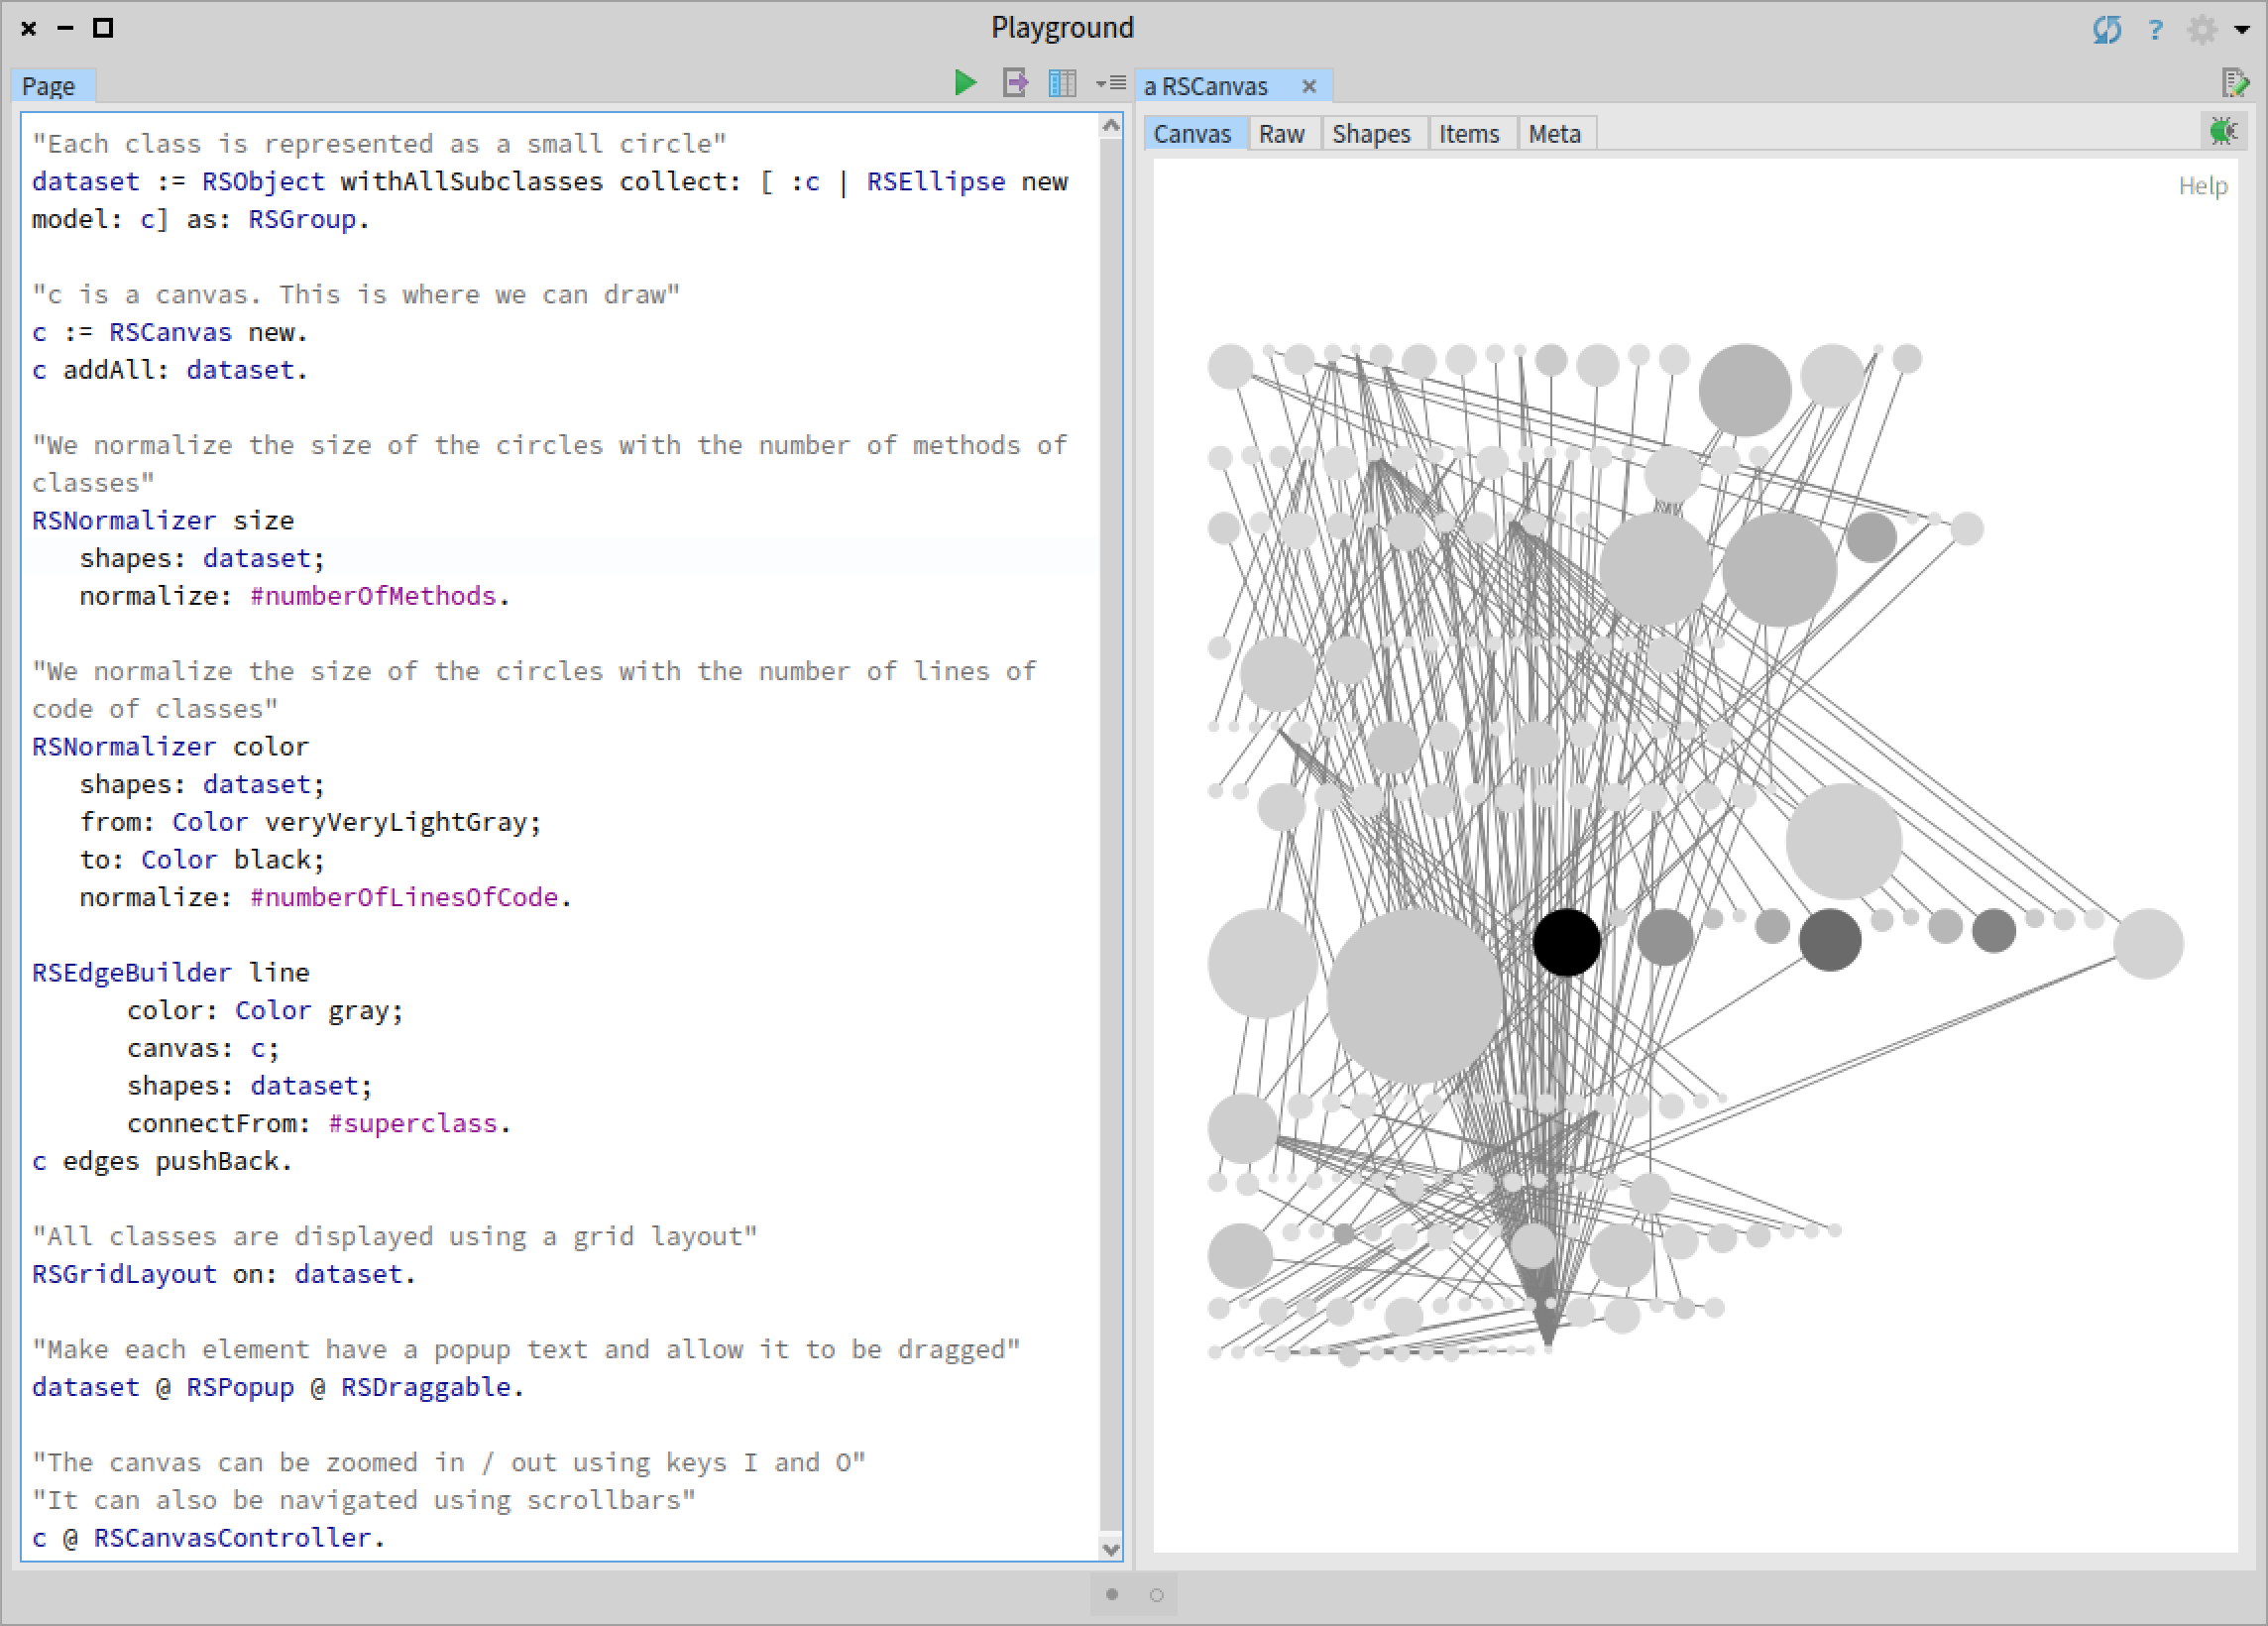 Playground
?
Page
a RSCanvas
Canvas Raw Shapes Items Meta
Help
"Each class is represented as a small circle"
dataset := RSObject withAllSubclasses collect: [ :c | RSEllipse new
model: c] as: RSGroup.
"c is a canvas. This is where we can draw"
c := RSCanvas new.
c addAll: dataset.
"We normalize the size of the circles with the number of methods of
classes"
RSNormalizer size
shapes: dataset;
normalize: #numberOfMethods.
"We normalize the size of the circles with the number of lines of
code of classes"
RSNormalizer color
shapes: dataset;
from: Color veryVeryLightGray;
to: Color black;
normalize: #numberOfLinesOfCode.
RSEdgeBuilder line
color: Color gray;
canvas: c;
shapes: dataset;
connectFrom: #superclass.
c edges pushBack.
"All classes are displayed using a grid layout"
RSGridLayout on: dataset.
"Make each element have a popup text and allow it to be dragged"
dataset @ RSPopup @ RSDraggable.
"The canvas can be zoomed in / out using keys I and O"
"It can also be navigated using scrollbars"
c @ RSCanvasController.